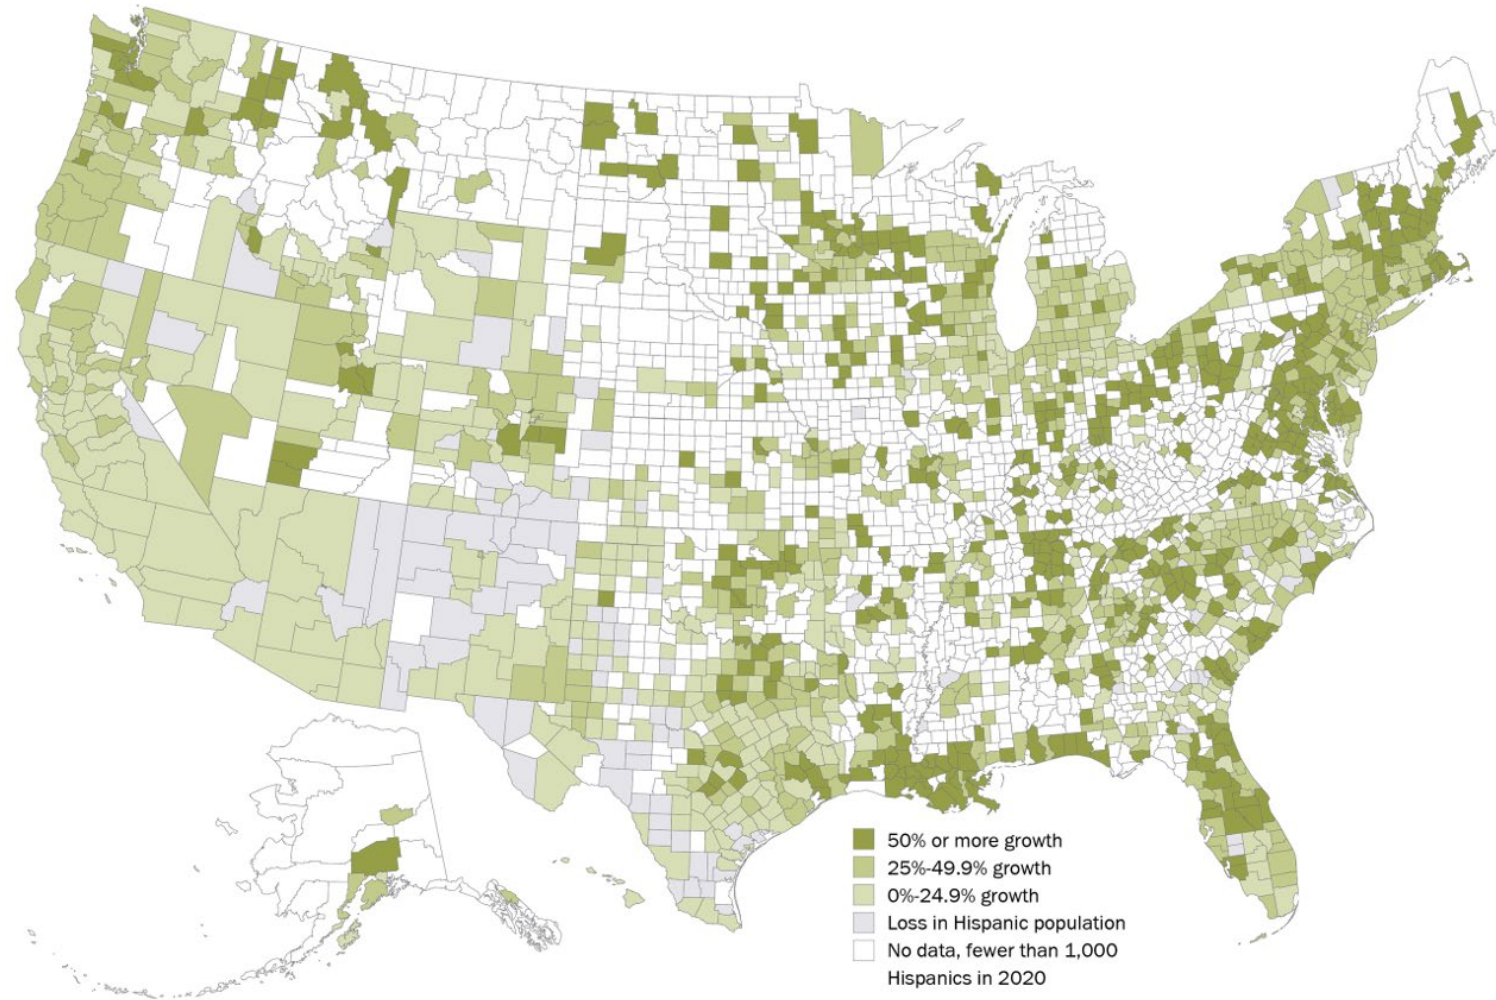 50% or more growth
25%-49.9% growth
0%-24.9% growth
Loss in Hispanic population
No data, fewer than 1,000
Hispanics in 2020